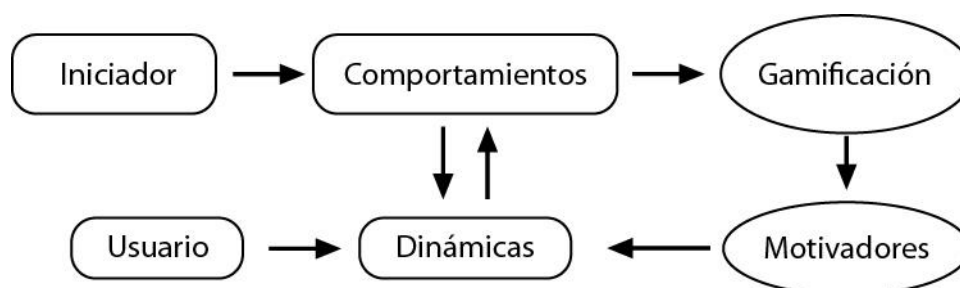 Iniciador
Comportamientos
Gamificación
Usuario
Dinámicas
Motivadores